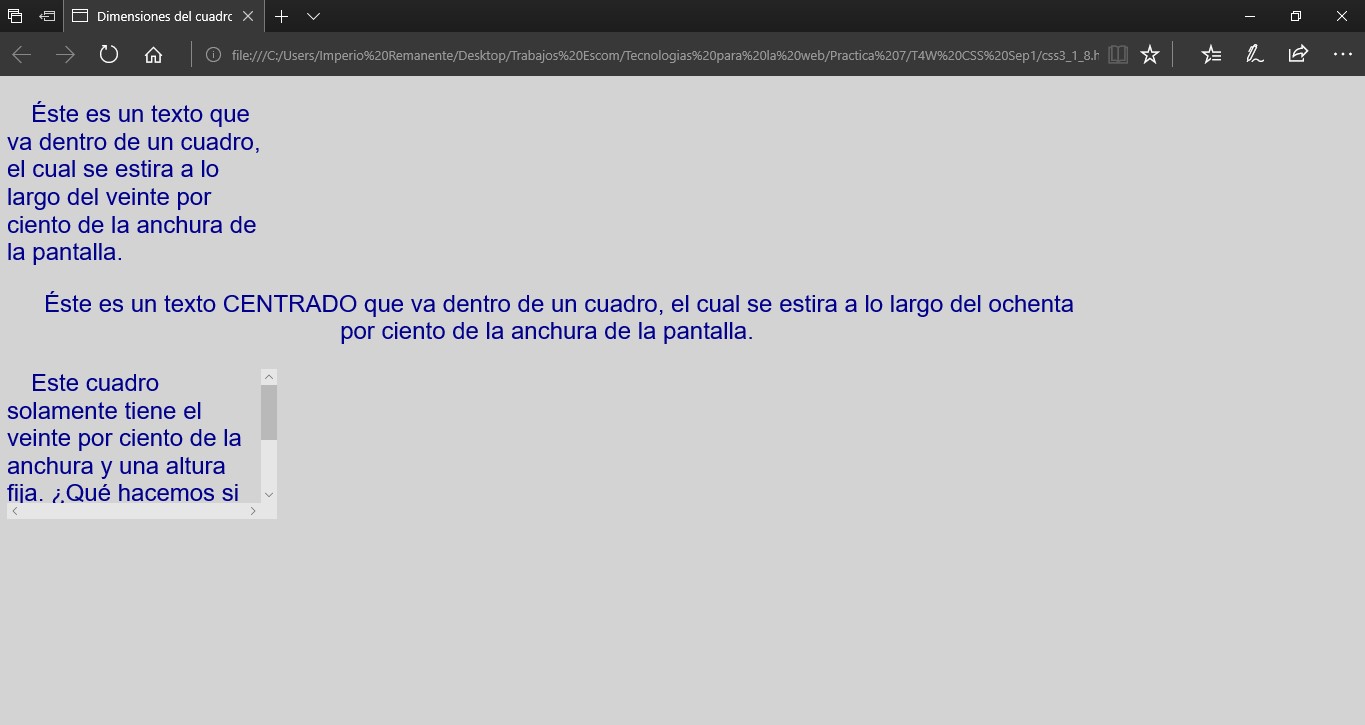 Dimensiones del cuadrc
file:///C:/Users/Imperio%20Remanente/Desktop/Trabajos%20Escom/Tecnologias%20para%20la%20web/Practica%207/T4W%20CSS%20Sep1/css3_1_8.h
Éste es un texto que
va dentro de un cuadro,
el cual se estira a lo
largo del veinte por
ciento de la anchura de
la pantalla.
Éste es un texto CENTRADO que va dentro de un cuadro, el cual se estira a lo largo del ochenta
por ciento de la anchura de la pantalla.
Este cuadro
solamente tiene el
veinte por ciento de la
anchura y una altura
fija. ¿Qué hacemos si